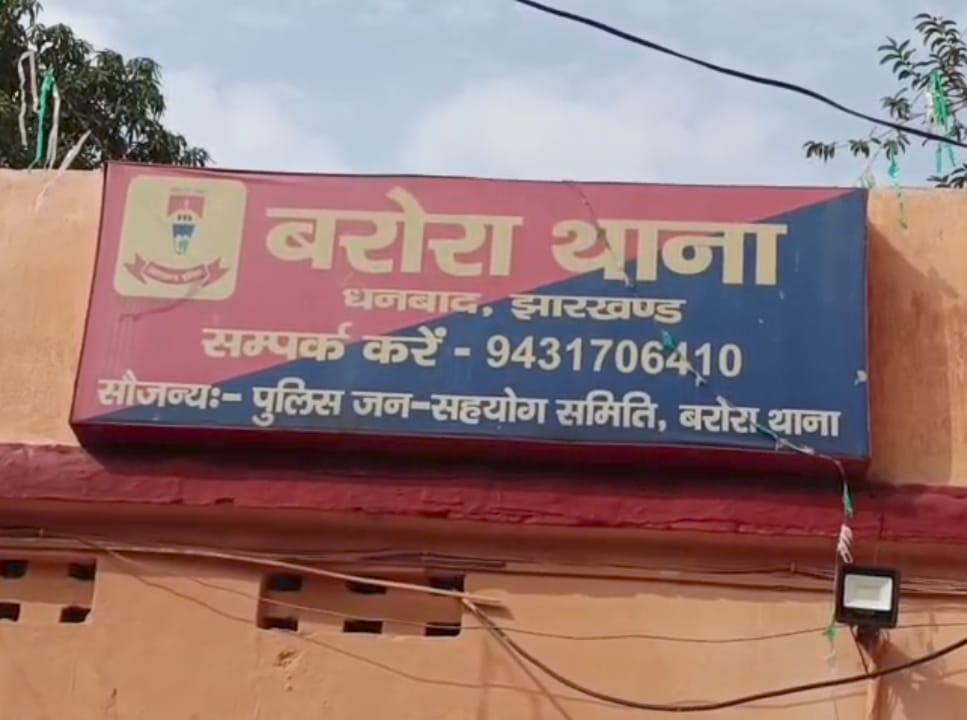 बरोरा थाना
धनबाद, झारखण्ड
सम्पर्क करें - 9431706410
सौजन्यः- पुलिस जन-सहयोग समिति, बरोरा थाना